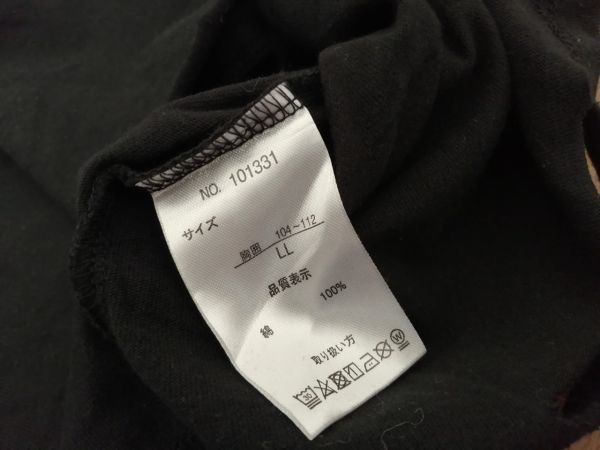 NO. 101331
サイズ
胸囲 104～112
LL
品質表示
綿 100%
取り扱い方